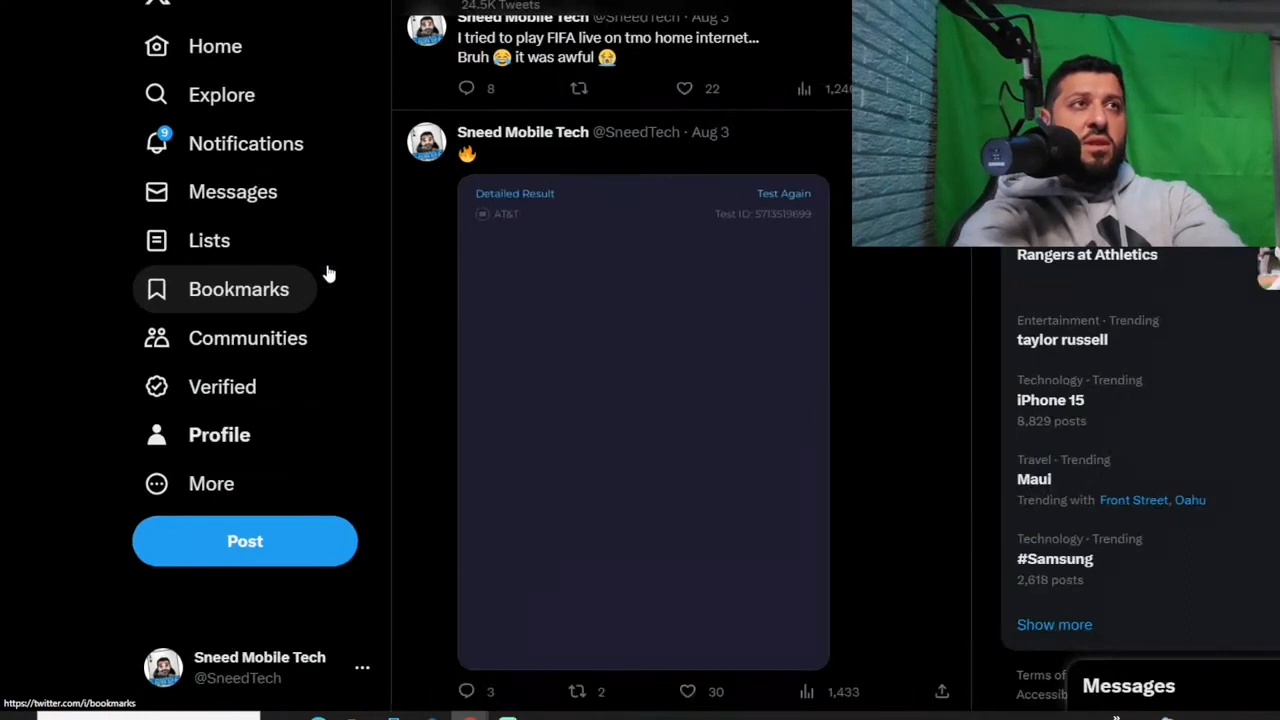 24.5K Tweets
Home
Explore
9
Notifications
Messages
Lists
Bookmarks
Communities
Verified
Profile
More
Post
Sneed Mobile Tech
@SneedTech
https://twitter.com/i/bookmarks
Sneed Mobile Tech @SneedTech · Aug 3
I tried to play FIFA live on tmo home internet...
Bruh 😂 it was awful 😭
8 22
Sneed Mobile Tech @SneedTech · Aug 3
🔥
Detailed Result Test Again
AT&T Test ID: 5713519699
3 2 30 1,433
Rangers at Athletics
Entertainment · Trending
taylor russell
Technology · Trending
iPhone 15
8,829 posts
Travel · Trending
Maui
Trending with Front Street, Oahu
Technology · Trending
#Samsung
2,618 posts
Show more
Terms of
Messages